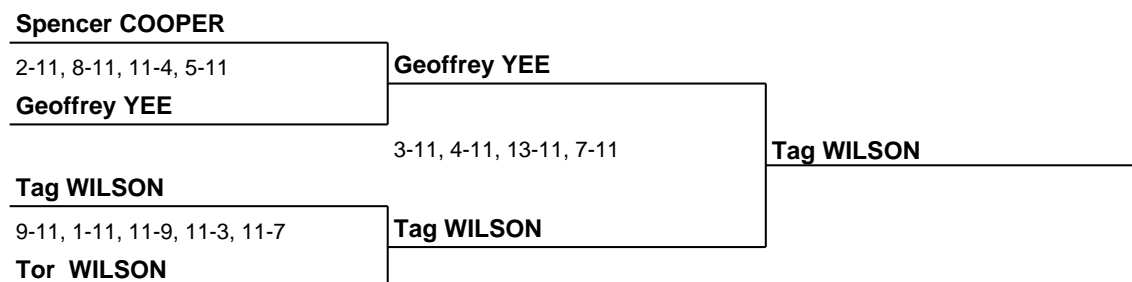 Spencer COOPER
2-11, 8-11, 11-4, 5-11
Geoffrey YEE
Geoffrey YEE
3-11, 4-11, 13-11, 7-11
Tag WILSON
Tag WILSON
9-11, 1-11, 11-9, 11-3, 11-7
Tag WILSON
Tor  WILSON